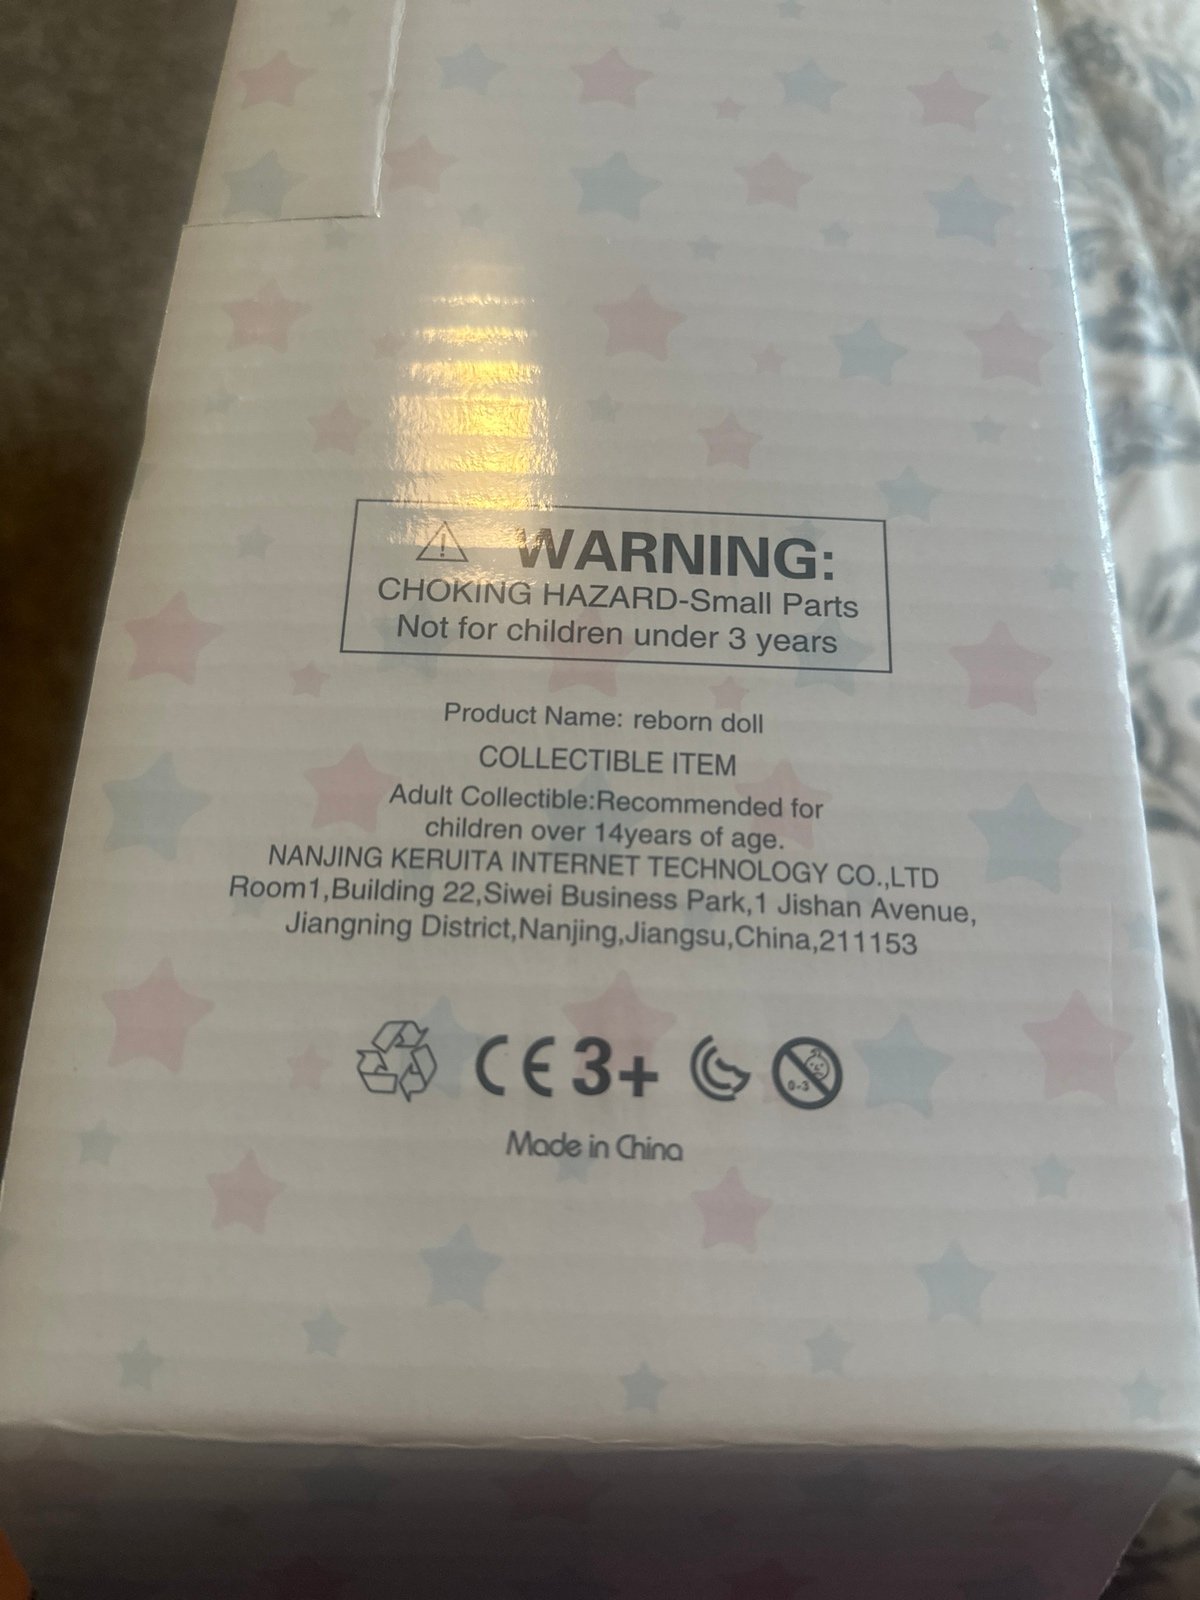 WARNING:
CHOKING HAZARD-Small Parts
Not for children under 3 years
Product Name: reborn doll
COLLECTIBLE ITEM
Adult Collectible:Recommended for
children over 14years of age.
NANJING KERUITA INTERNET TECHNOLOGY CO.,LTD
Room1,Building 22,Siwei Business Park,1 Jishan Avenue,
Jiangning District,Nanjing,Jiangsu,China,211153
CE 3+ 0-3
Made in China